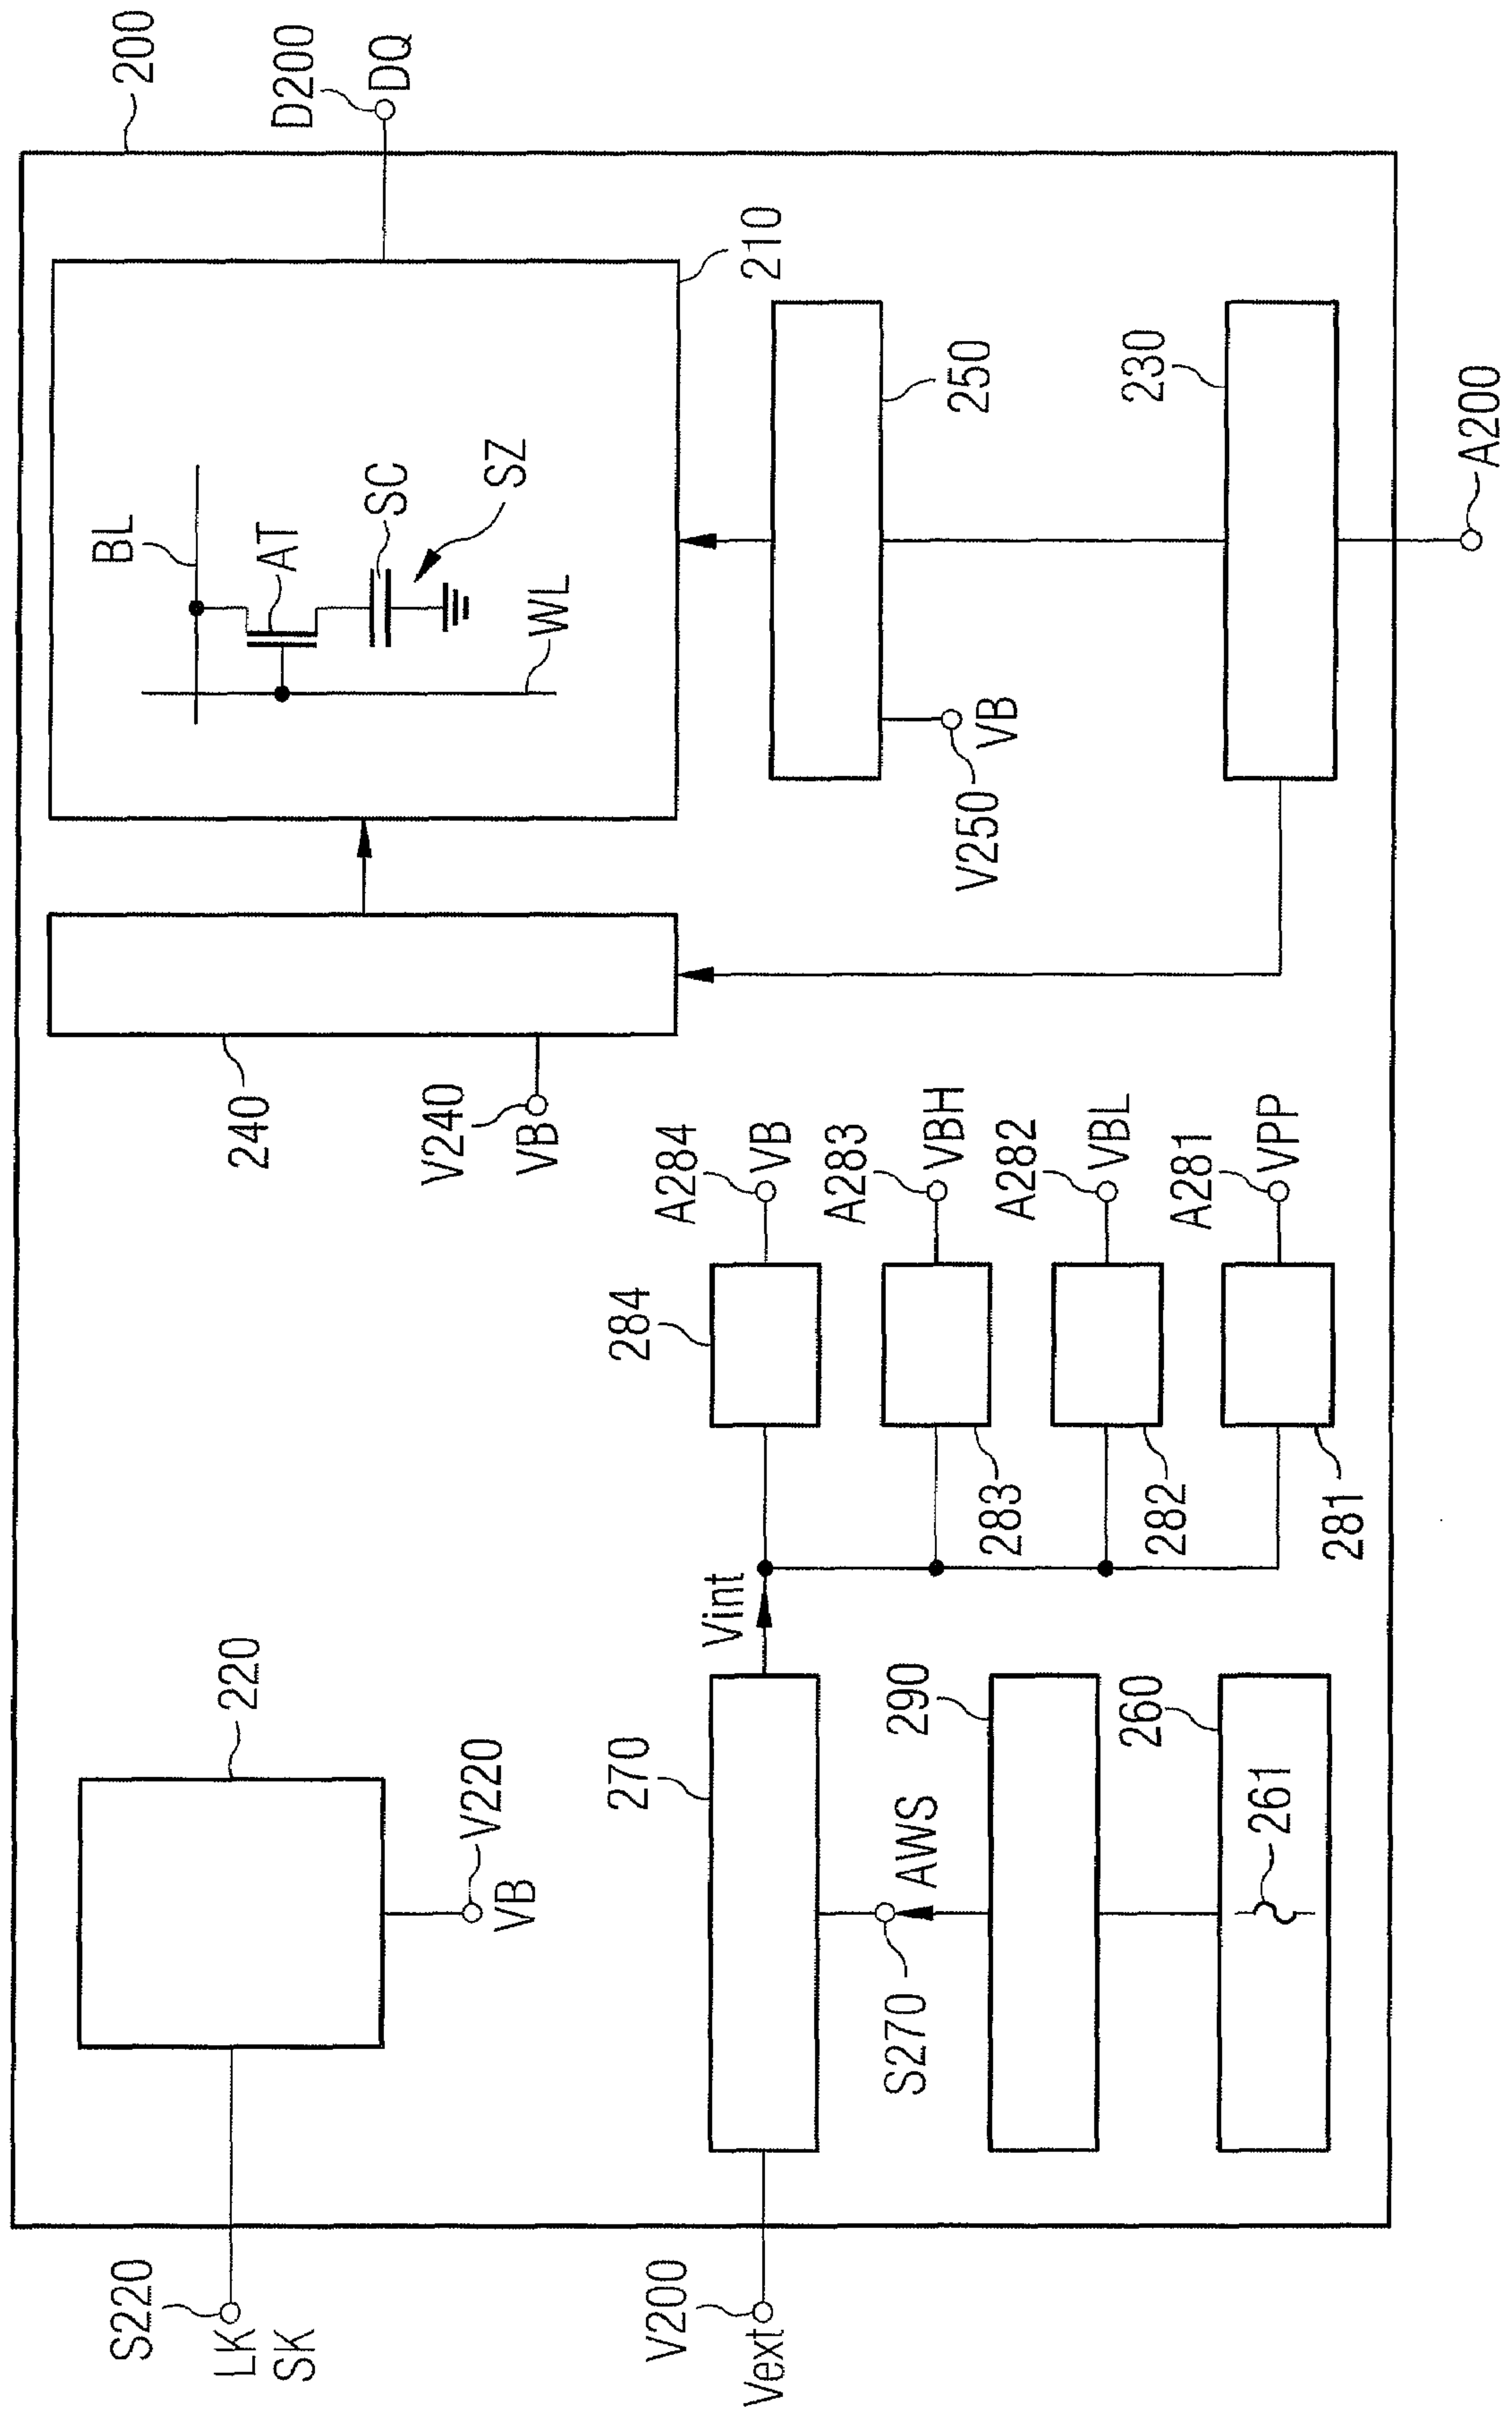 200
D200
DQ
210
BL
AT
SC
SZ
WL
250
230
A200
V250
VB
240
V240
VB
A284
VB
A283
VBH
A282
VBL
A281
VPP
284
283
282
281
Vint
220
V220
VB
270
290
260
AWS
261
S270
S220
LK
SK
V200
Vext